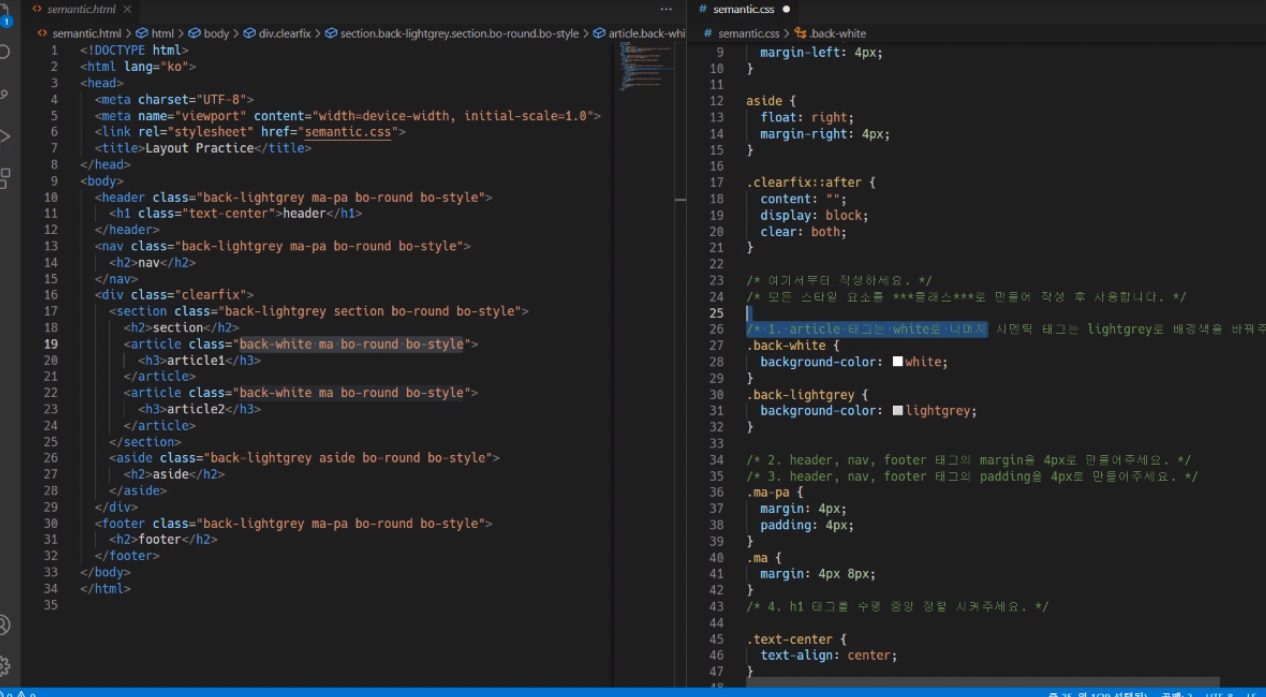 semantic.html
semantic.html > html > body > div.clearfix > section.back-lightgrey.section.bo-round.bo-style > article.back-whi
1 <!DOCTYPE html>
2 <html lang="ko">
3 <head>
4 <meta charset="UTF-8">
5 <meta name="viewport" content="width=device-width, initial-scale=1.0">
6 <link rel="stylesheet" href="semantic.css">
7 <title>Layout Practice</title>
8 </head>
9 <body>
10 <header class="back-lightgrey ma-pa bo-round bo-style">
11 <h1 class="text-center">header</h1>
12 </header>
13 <nav class="back-lightgrey ma-pa bo-round bo-style">
14 <h2>nav</h2>
15 </nav>
16 <div class="clearfix">
17 <section class="back-lightgrey section bo-round bo-style">
18 <h2>section</h2>
19 <article class="back-white ma bo-round bo-style">
20 <h3>article1</h3>
21 </article>
22 <article class="back-white ma bo-round bo-style">
23 <h3>article2</h3>
24 </article>
25 </section>
26 <aside class="back-lightgrey aside bo-round bo-style">
27 <h2>aside</h2>
28 </aside>
29 </div>
30 <footer class="back-lightgrey ma-pa bo-round bo-style">
31 <h2>footer</h2>
32 </footer>
33 </body>
34 </html>
35
# semantic.css
# semantic.css > .back-white
9 margin-left: 4px;
10 }
11
12 aside {
13 float: right;
14 margin-right: 4px;
15 }
16
17 .clearfix::after {
18 content: "";
19 display: block;
20 clear: both;
21 }
22
23 /* 여기서부터 작성하세요. */
24 /* 모든 스타일 요소를 ***클래스***로 만들어 작성 후 사용합니다. */
25
26 /* 1. article 태그는 white로 나머지 시멘틱 태그는 lightgrey로 배경색을 바꿔주
27 .back-white {
28 background-color: white;
29 }
30 .back-lightgrey {
31 background-color: lightgrey;
32 }
33
34 /* 2. header, nav, footer 태그의 margin을 4px로 만들어주세요. */
35 /* 3. header, nav, footer 태그의 padding을 4px로 만들어주세요. */
36 .ma-pa {
37 margin: 4px;
38 padding: 4px;
39 }
40 .ma {
41 margin: 4px 8px;
42 }
43 /* 4. h1 태그를 수평 중앙 정렬 시켜주세요. */
44
45 .text-center {
46 text-align: center;
47 }
48